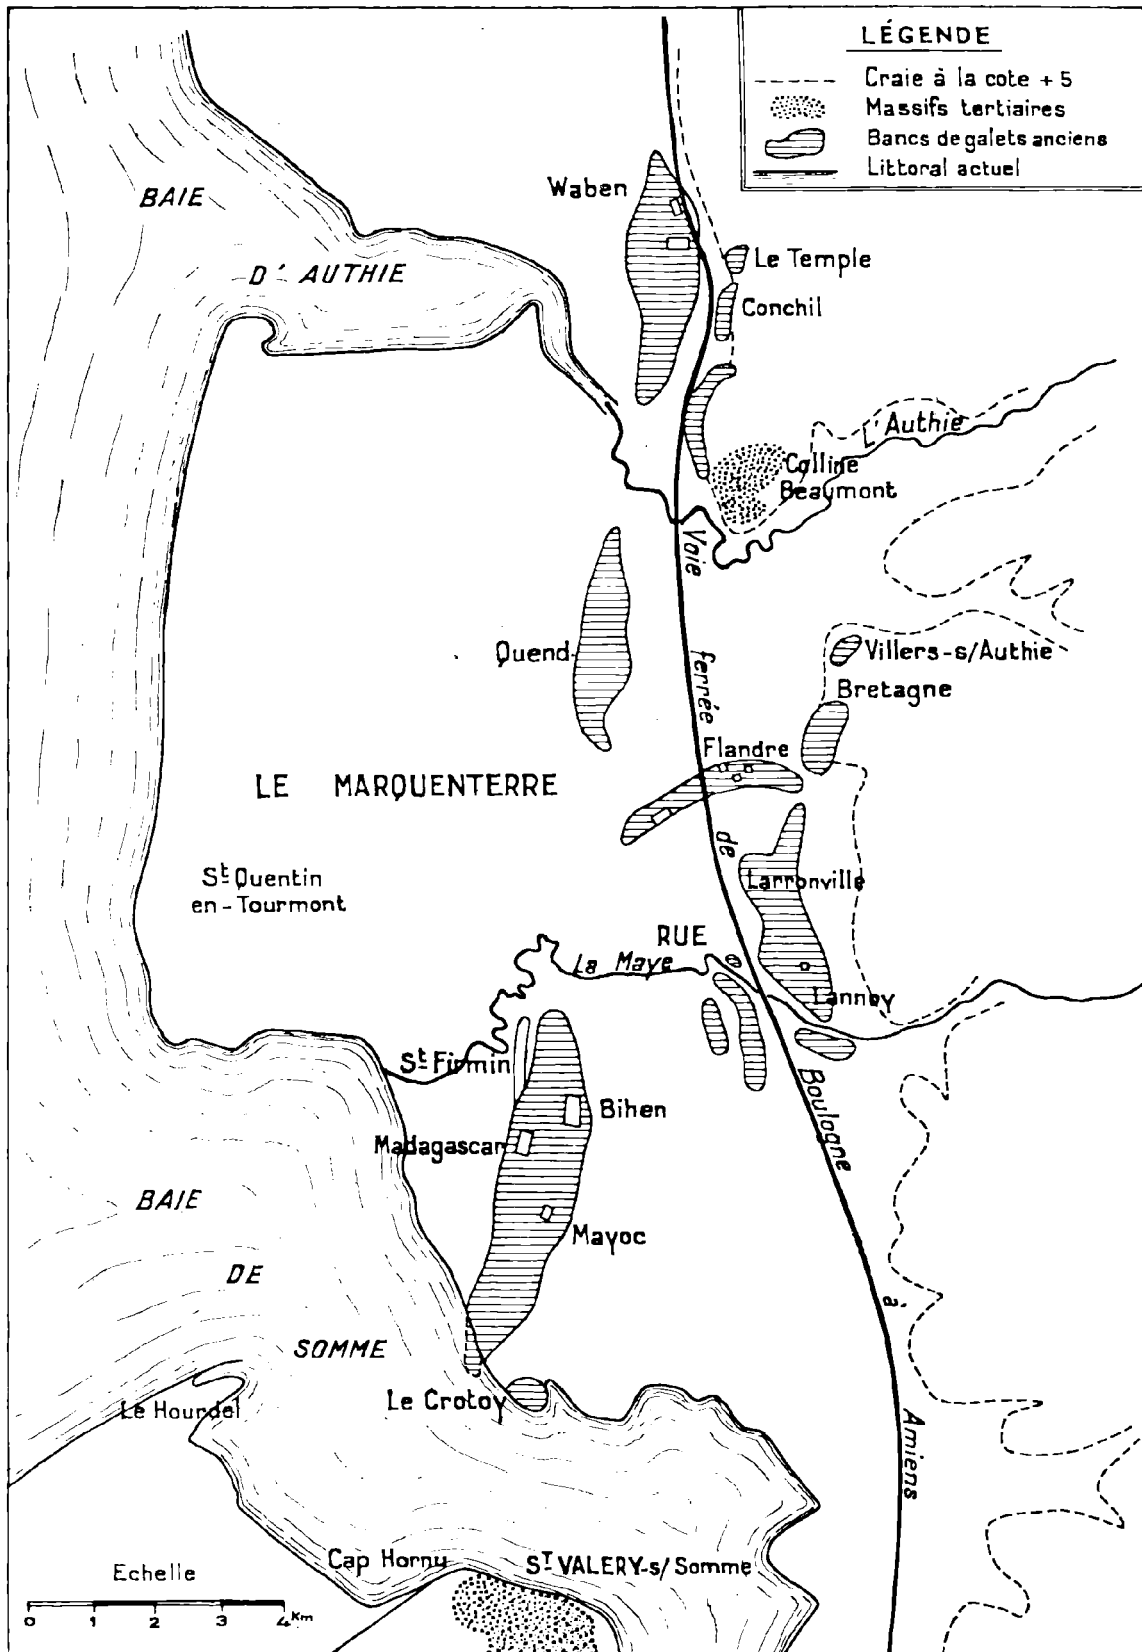 LÉGENDE
Craie à la cote + 5
Massifs tertiaires
Bancs de galets anciens
Littoral actuel
Waben
BAIE
D' AUTHIE
Le Temple
Conchil
L'Authie
Colline
Beaumont
Voie ferrée de Boulogne à Amiens
Quend
Villers-s/Authie
Bretagne
Flandre
LE MARQUENTERRE
St Quentin
en-Tourmont
Larronville
RUE
La Maye
Lannoy
St Firmin
Bihen
Madagascar
Mayoc
BAIE
DE
SOMME
Le Crotoy
Le Hourdel
Cap Hornu
ST VALERY-s/Somme
Echelle
0 1 2 3 4 Km